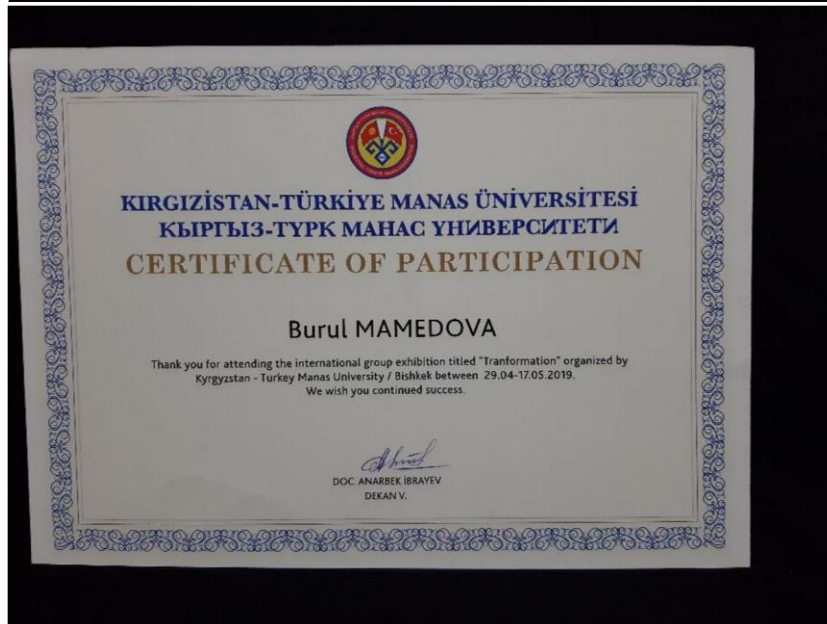 KIRGIZİSTAN-TÜRKİYE MANAS ÜNİVERSİTESİ
КЫРГЫЗ-ТҮРК МАНАС УНИВЕРСИТЕТИ
CERTIFICATE OF PARTICIPATION
Burul MAMEDOVA
Thank you for attending the international group exhibition titled "Tranformation" organized by
Kyrgyzstan - Turkey Manas University / Bishkek between 29.04-17.05.2019.
We wish you continued success.
DOC. ANARBEK İBRAYEV
DEKAN V.